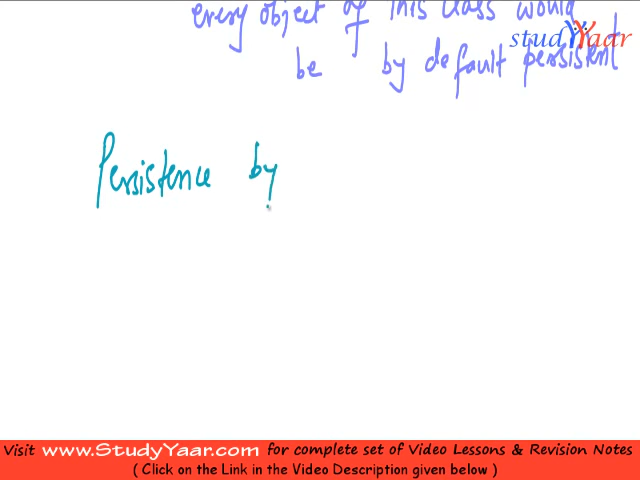 every object of this class would
be by default persistent
studYYaar
Persistence by
Visit www.StudyYaar.com for complete set of Video Lessons & Revision Notes
( Click on the Link in the Video Description given below )